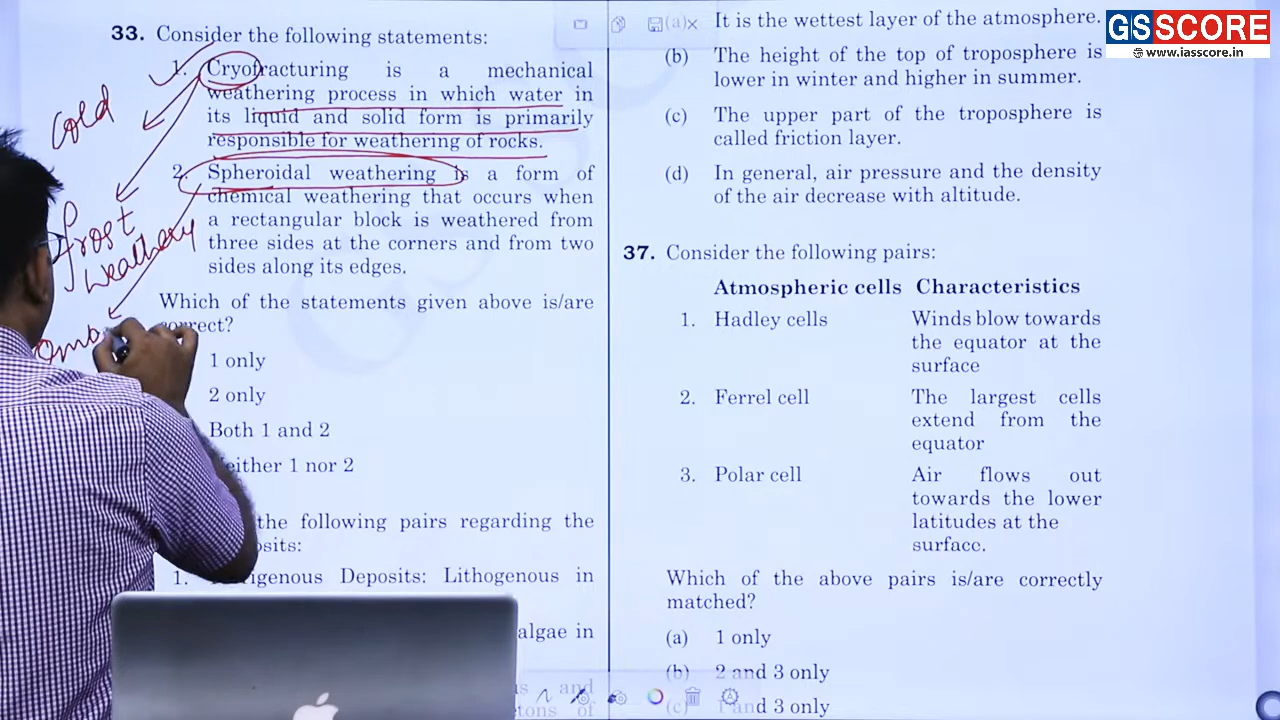 33. Consider the following statements:
1. Cryofracturing is a mechanical
weathering process in which water in
its liquid and solid form is primarily
responsible for weathering of rocks.
2. Spheroidal weathering is a form of
chemical weathering that occurs when
a rectangular block is weathered from
three sides at the corners and from two
sides along its edges.
Which of the statements given above is/are
correct?
1 only
2 only
Both 1 and 2
Neither 1 nor 2
the following pairs regarding the
1. Deposits: Lithogenous in
algae in
and
of
cold
frost
weathering
(a)
It is the wettest layer of the atmosphere.
(b) The height of the top of troposphere is
lower in winter and higher in summer.
(c) The upper part of the troposphere is
called friction layer.
(d) In general, air pressure and the density
of the air decrease with altitude.
37. Consider the following pairs:
Atmospheric cells Characteristics
1. Hadley cells Winds blow towards
the equator at the
surface
2. Ferrel cell The largest cells
extend from the
equator
3. Polar cell Air flows out
towards the lower
latitudes at the
surface.
Which of the above pairs is/are correctly
matched?
(a) 1 only
(b) 2 and 3 only
(c) 1 and 3 only
GSSCORE
www.iasscore.in